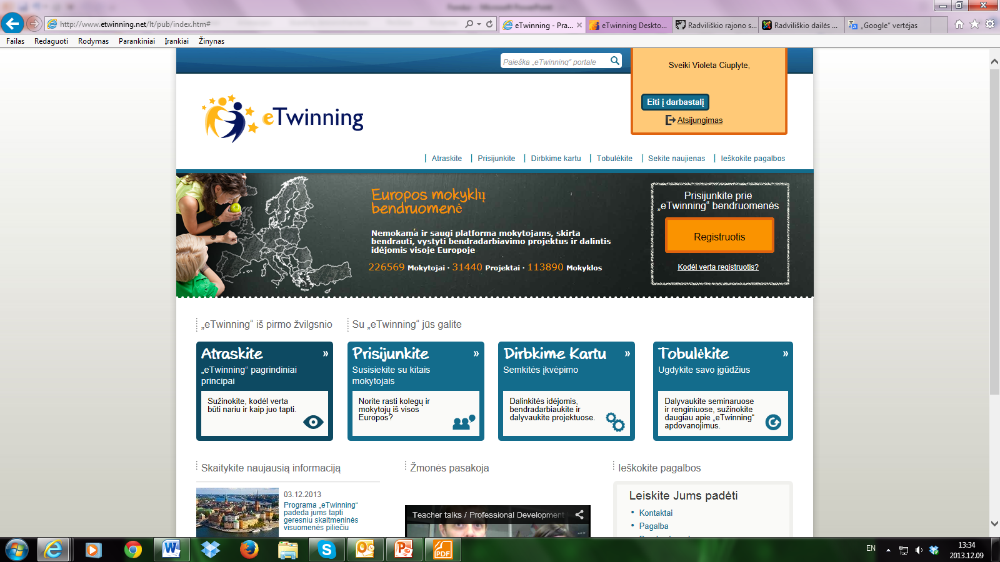 http://www.etwinning.net/lt/pub/index.htm#
eTwinning - Pra...
eTwinning Deskto...
Radviliškio rajono s...
Radviliškio dailės ...
„Google“ vertėjas
Failas Redaguoti Rodymas Parankiniai Įrankiai Žinynas
Paieška „eTwinning“ portale
Sveiki Violeta Ciuplyte,
Eiti į darbastalį
Atsijungimas
eTwinning
Atraskite Prisijunkite Dirbkime kartu Tobulėkite Sekite naujienas Ieškokite pagalbos
Europos mokyklų
bendruomenė
Nemokama ir saugi platforma mokytojams, skirta
bendrauti, vystyti bendradarbiavimo projektus ir dalintis
idėjomis visoje Europoje
226569 Mokytojai · 31440 Projektai · 113890 Mokyklos
Prisijunkite prie
„eTwinning“ bendruomenės
Registruotis
Kodėl verta registruotis?
„eTwinning“ iš pirmo žvilgsnio
Su „eTwinning“ jūs galite
Atraskite »
„eTwinning“ pagrindiniai
principai
Sužinokite, kodėl verta
būti nariu ir kaip juo tapti.
Prisijunkite »
Susisiekite su kitais
mokytojais
Norite rasti kolegų ir
mokytojų iš visos
Europos?
Dirbkime Kartu »
Semkitės įkvėpimo
Dalinkitės idėjomis,
bendradarbiaukite ir
dalyvaukite projektuose.
Tobulėkite »
Ugdykite savo įgūdžius
Dalyvaukite seminaruose
ir renginiuose, sužinokite
daugiau apie „eTwinning“
apdovanojimus.
Skaitykite naujausią informaciją
03.12.2013
Programa „eTwinning“
padeda jums tapti
geresniu skaitmeninės
visuomenės piliečiu
Žmonės pasakoja
Teacher talks / Professional Development
Ieškokite pagalbos
Leiskite Jums padėti
• Kontaktai
• Pagalba
PDF
EN
13:34
2013.12.09